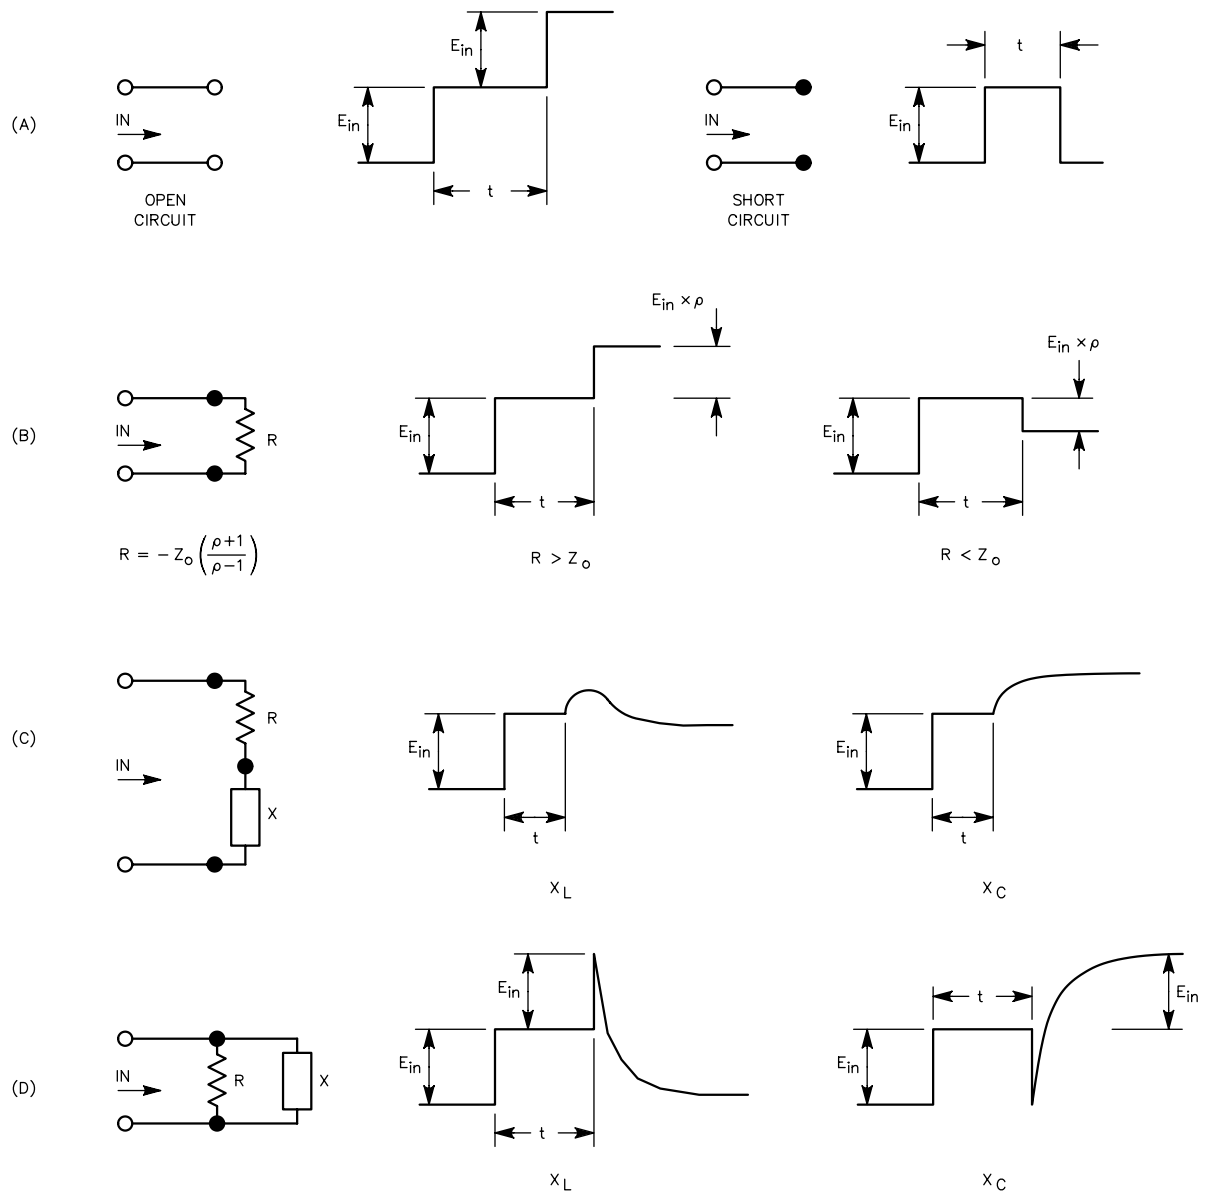 E_in
t
E_in
(A)
IN
E_in
IN
E_in
t
OPEN
CIRCUIT
SHORT
CIRCUIT
E_in × ρ
E_in × ρ
(B)
IN
R
E_in
E_in
t
t
R = −Z_o (ρ+1 / ρ−1)
R > Z_o
R < Z_o
R
(C)
IN
X
E_in
E_in
t
t
X_L
X_C
E_in
t
E_in
(D)
IN
R
X
E_in
E_in
t
X_L
X_C